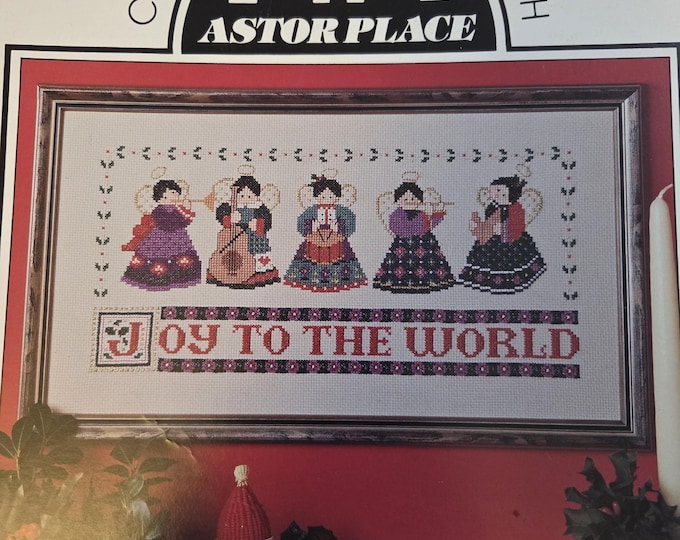 C
H
ASTOR PLACE
JOY TO THE WORLD